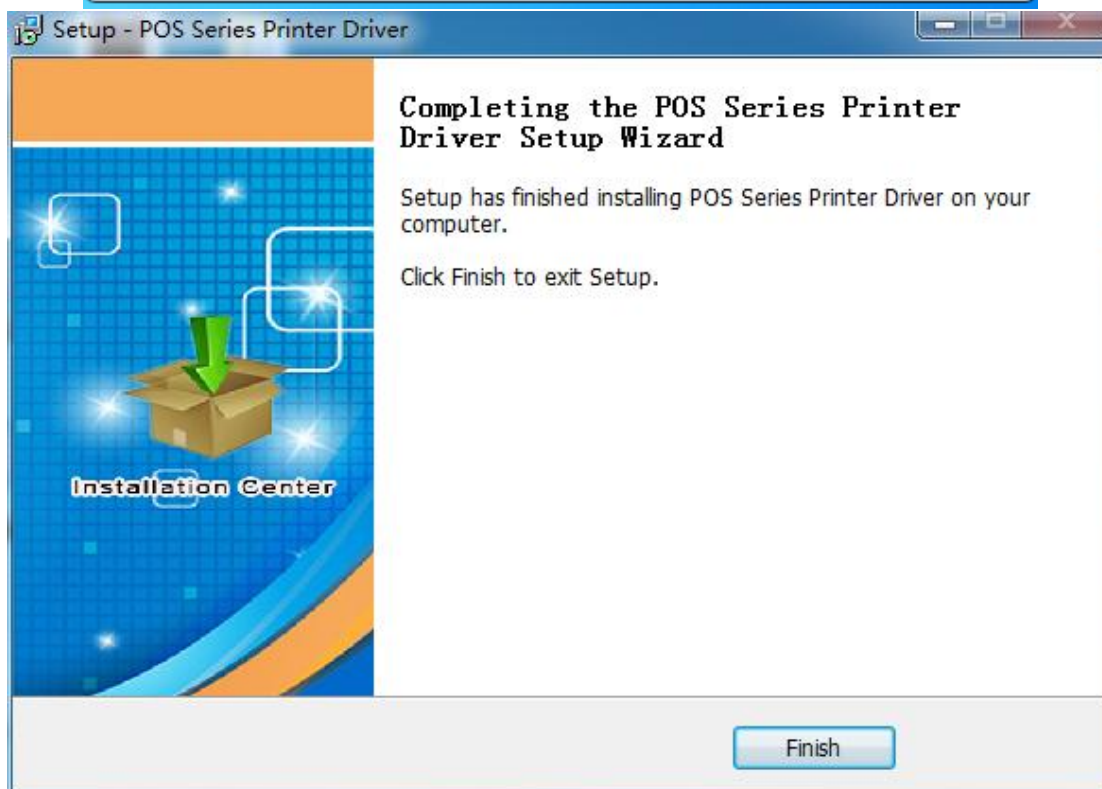 Setup - POS Series Printer Driver
Completing the POS Series Printer
Driver Setup Wizard
Setup has finished installing POS Series Printer Driver on your
computer.
Click Finish to exit Setup.
Installation Center
Finish